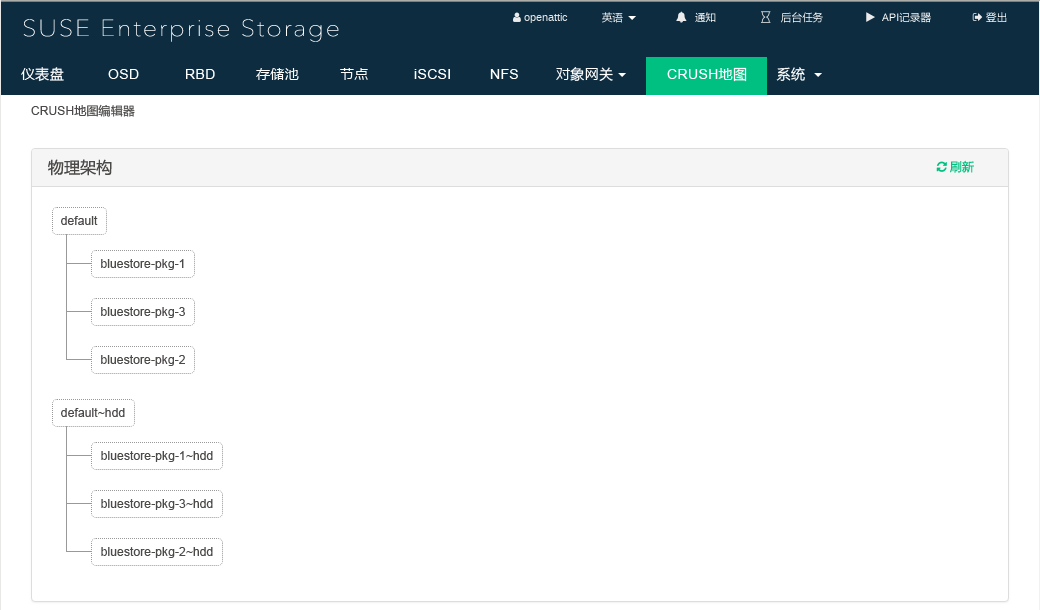 SUSE Enterprise Storage
openattic 英语 通知 后台任务 API记录器 登出
仪表盘 OSD RBD 存储池 节点 iSCSI NFS 对象网关 CRUSH地图 系统
CRUSH地图编辑器
物理架构 刷新
default
bluestore-pkg-1
bluestore-pkg-3
bluestore-pkg-2
default~hdd
bluestore-pkg-1~hdd
bluestore-pkg-3~hdd
bluestore-pkg-2~hdd